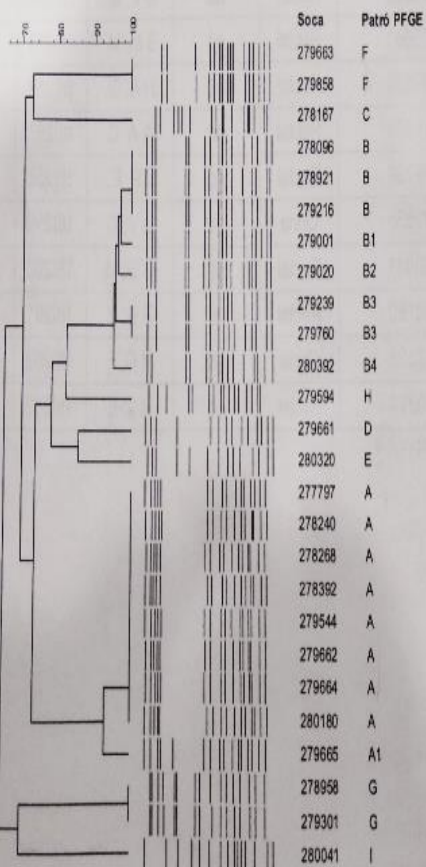 Soca Patró PFGE
70 80 90 100
279663 F
279858 F
278167 C
278096 B
278921 B
279216 B
279001 B1
279020 B2
279239 B3
279760 B3
280392 B4
279594 H
279661 D
280320 E
277797 A
278240 A
278268 A
278392 A
279544 A
279662 A
279664 A
280180 A
279665 A1
278958 G
279301 G
280041 I